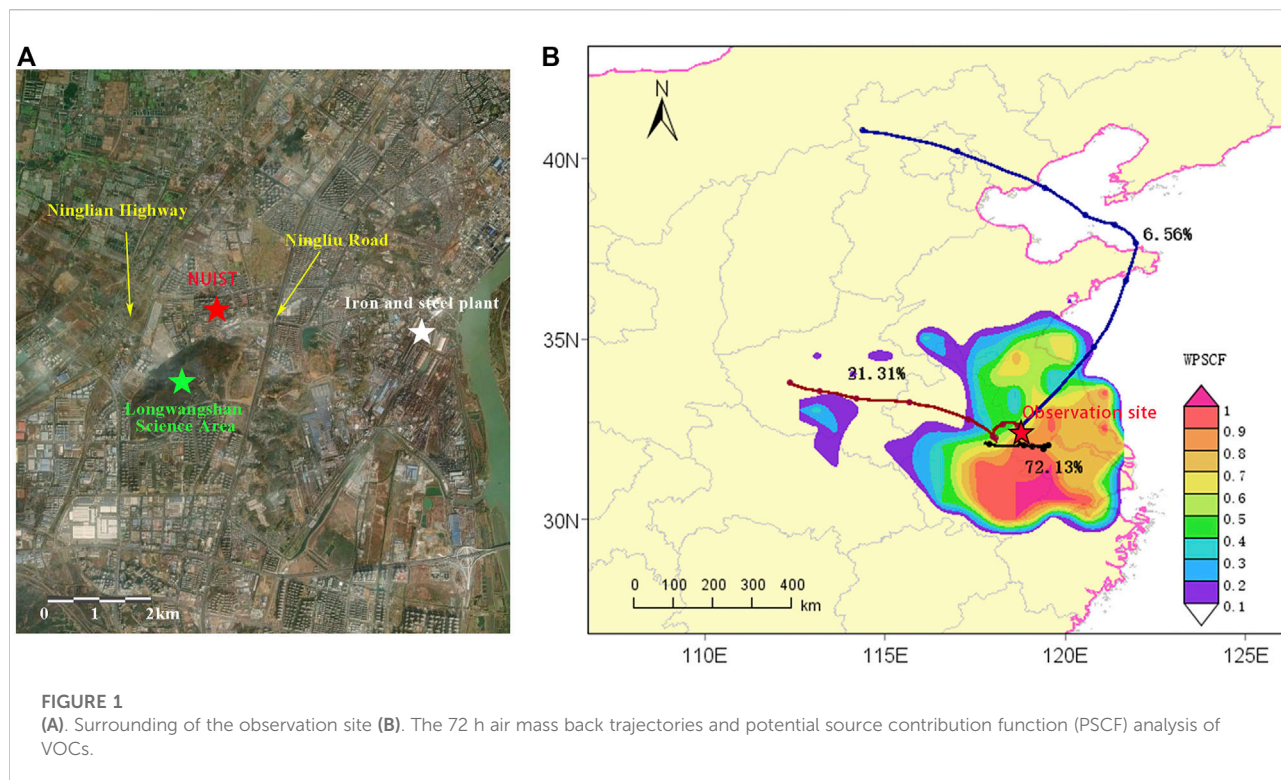 A
Ninglian Highway
Ningliu Road
NUIST
Iron and steel plant
Longwangshan
Science Area
0 1 2km
B
N
40N
35N
30N
110E
115E
120E
125E
6.56%
21.31%
72.13%
Observation site
0 100 200 300 400
km
WPSCF
1
0.9
0.8
0.7
0.6
0.5
0.4
0.3
0.2
0.1
FIGURE 1
(A). Surrounding of the observation site (B). The 72 h air mass back trajectories and potential source contribution function (PSCF) analysis of
VOCs.